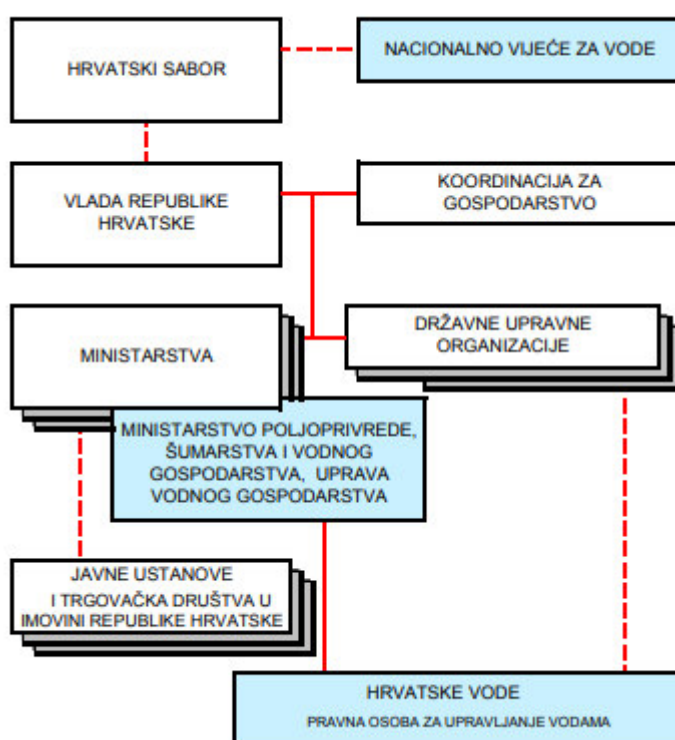 HRVATSKI SABOR
NACIONALNO VIJEĆE ZA VODE
VLADA REPUBLIKE
HRVATSKE
KOORDINACIJA ZA
GOSPODARSTVO
MINISTARSTVA
DRŽAVNE UPRAVNE
ORGANIZACIJE
MINISTARSTVO POLJOPRIVREDE,
ŠUMARSTVA I VODNOG
GOSPODARSTVA, UPRAVA
VODNOG GOSPODARSTVA
JAVNE USTANOVE
I TRGOVAČKA DRUŠTVA U
IMOVINI REPUBLIKE HRVATSKE
HRVATSKE VODE
PRAVNA OSOBA ZA UPRAVLJANJE VODAMA